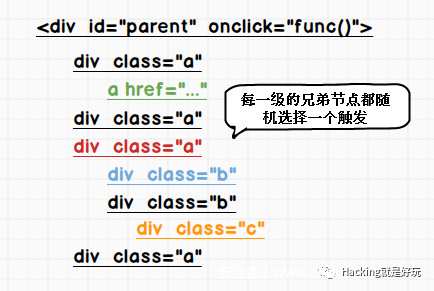 <div id="parent" onclick="func()">
div class="a"
a href="..."
div class="a"
每一级的兄弟节点都随
机选择一个触发
div class="a"
div class="b"
div class="b"
div class="c"
div class="a"
Hacking就是好玩